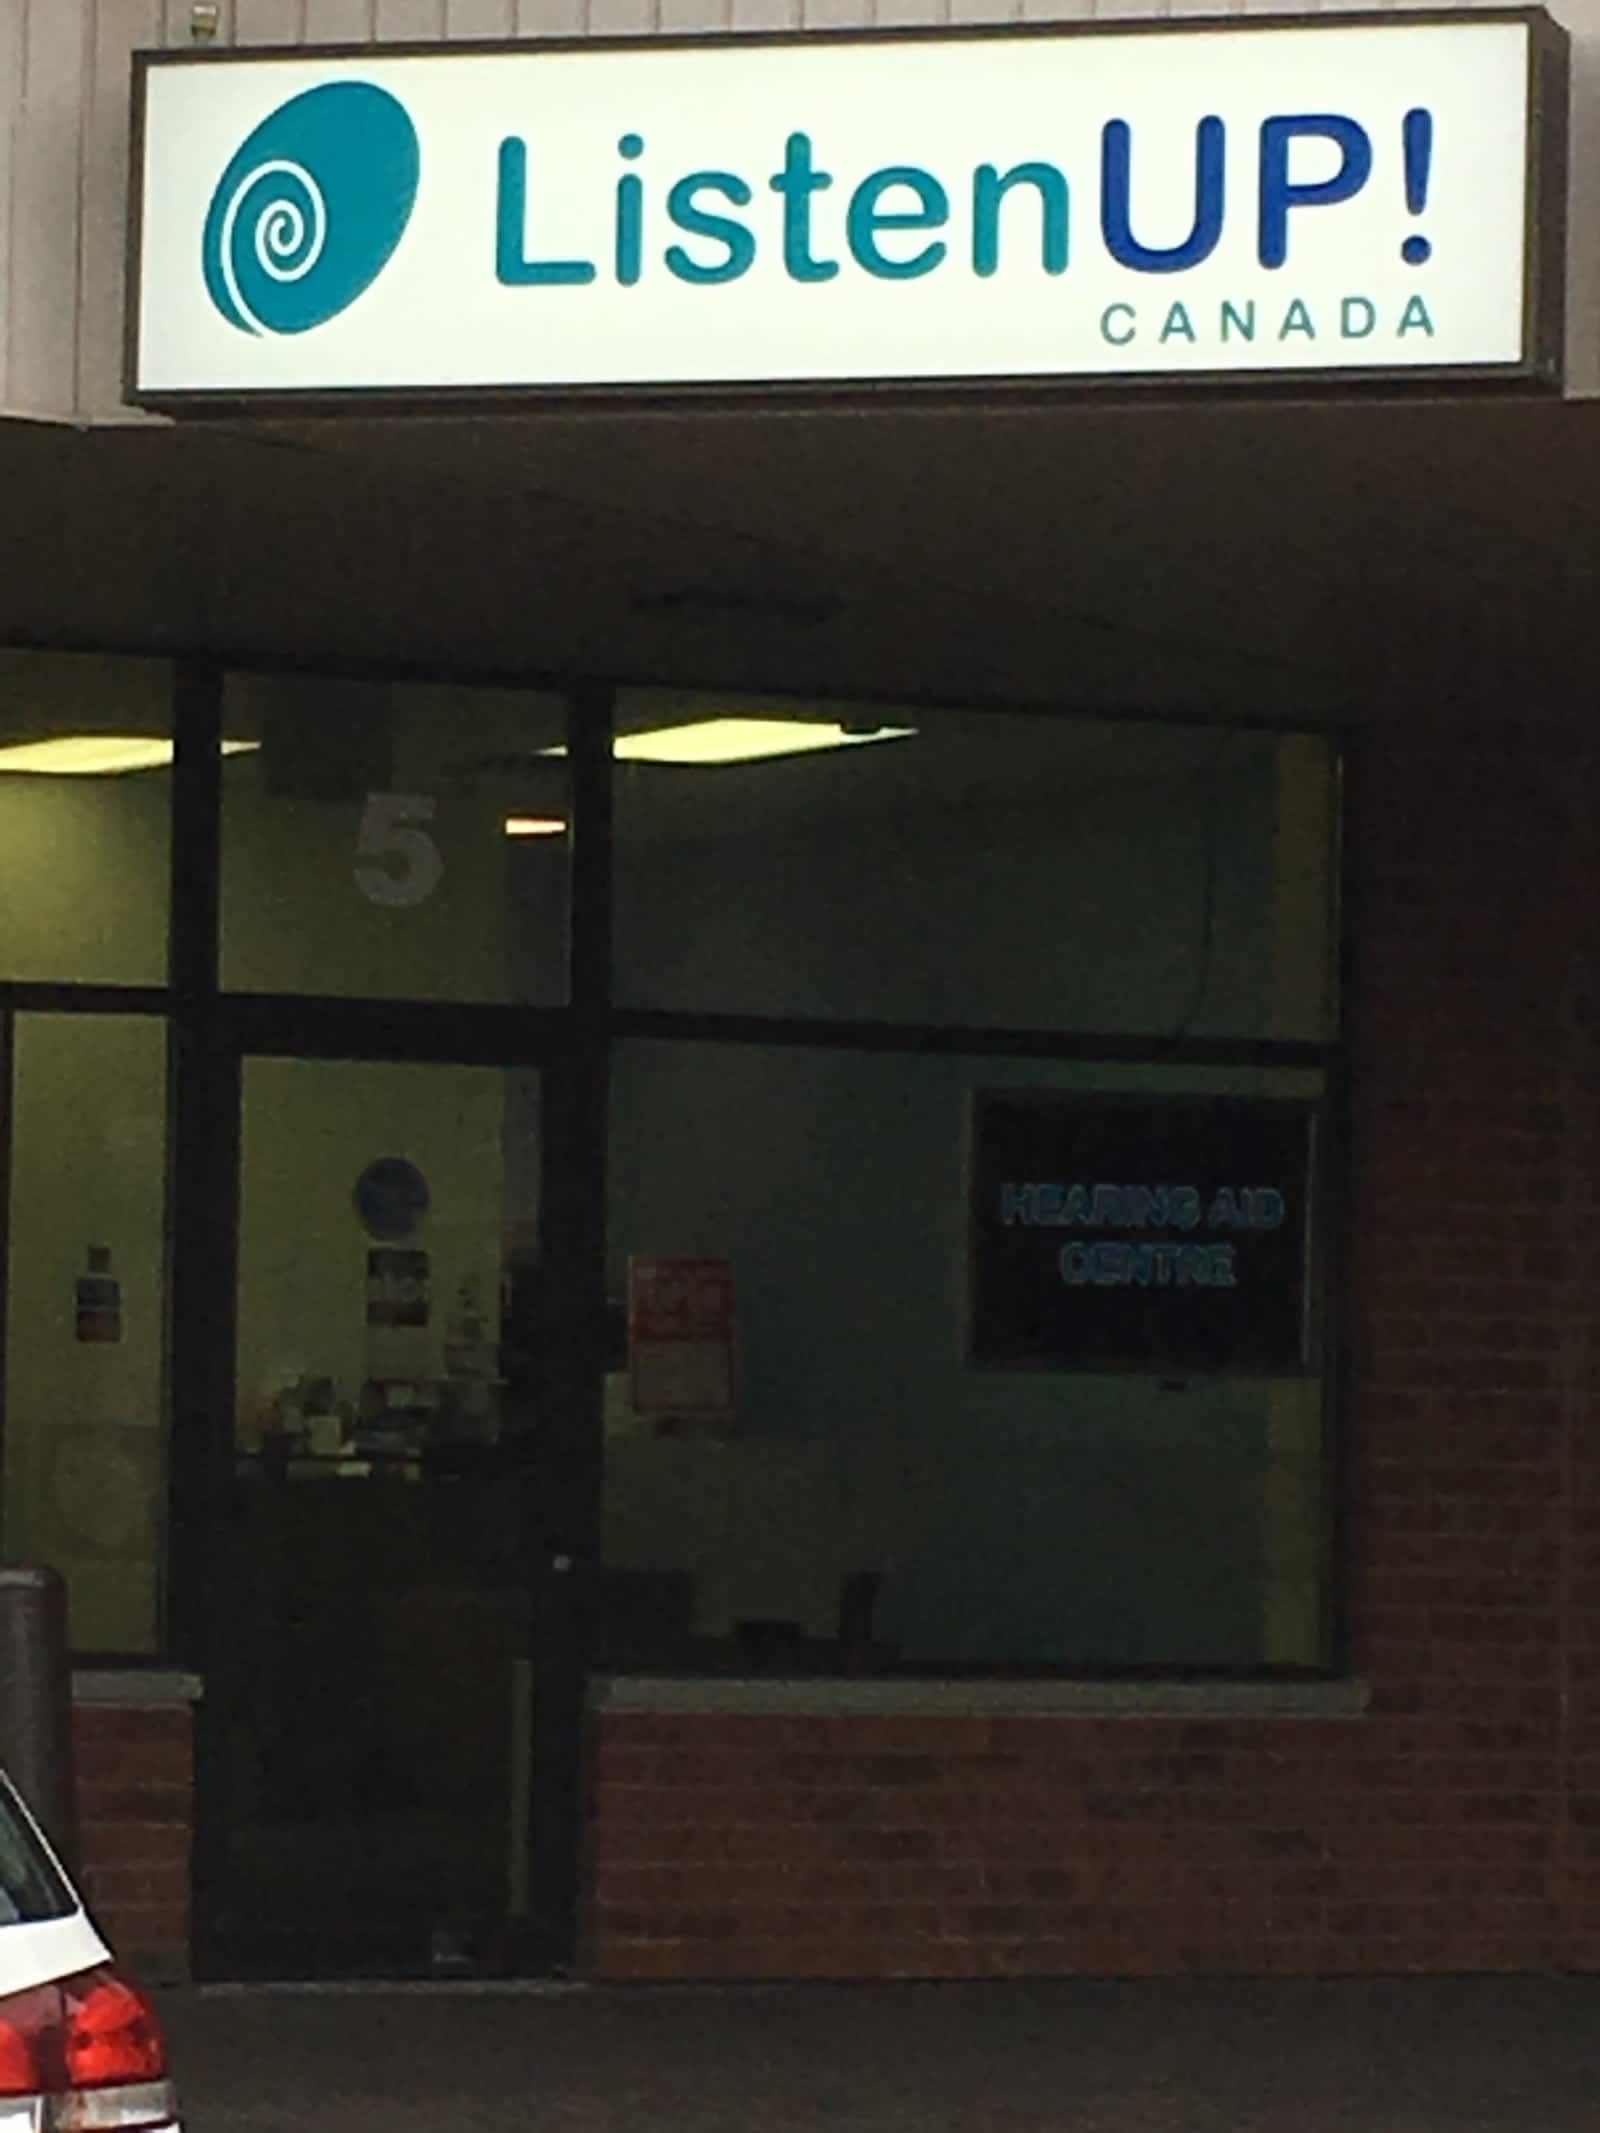 ListenUP!
CANADA
5
HEARING AID
CENTRE